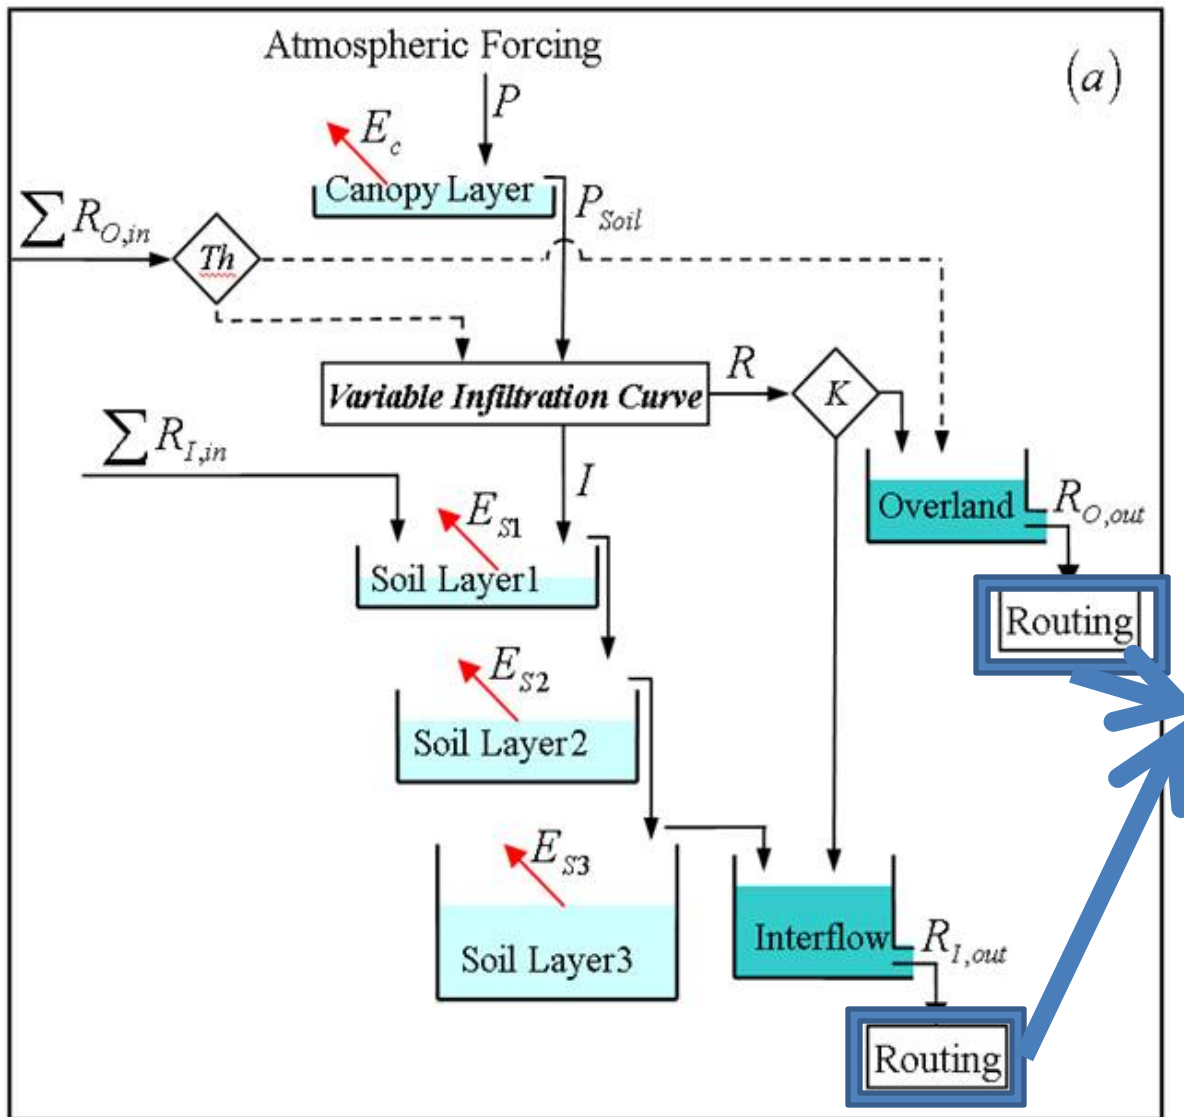 Atmospheric Forcing
(a)
P
E_c
Canopy Layer
P_Soil
∑ R_O,in
Th
Variable Infiltration Curve
R
K
∑ R_I,in
I
Overland
R_O,out
E_S1
Soil Layer1
Routing
E_S2
Soil Layer2
E_S3
Soil Layer3
Interflow
R_I,out
Routing